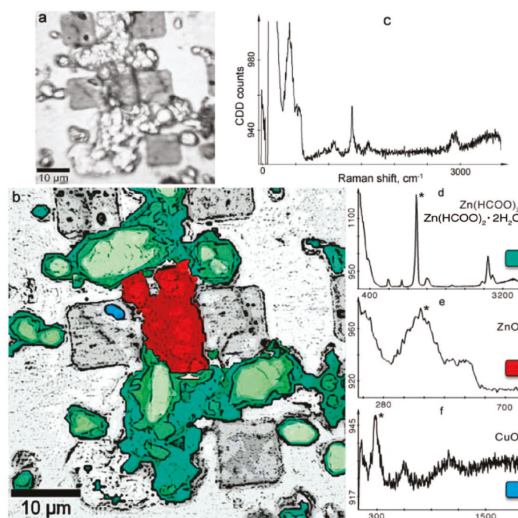 a
10 μm
c
CDD counts
980
940
0
3000
Raman shift, cm⁻¹
b
10 μm
d
*
Zn(HCOO)₂
Zn(HCOO)₂·2H₂O
1100
950
400
3200
e
*
ZnO
960
920
280
700
f
*
CuO
945
917
300
1500